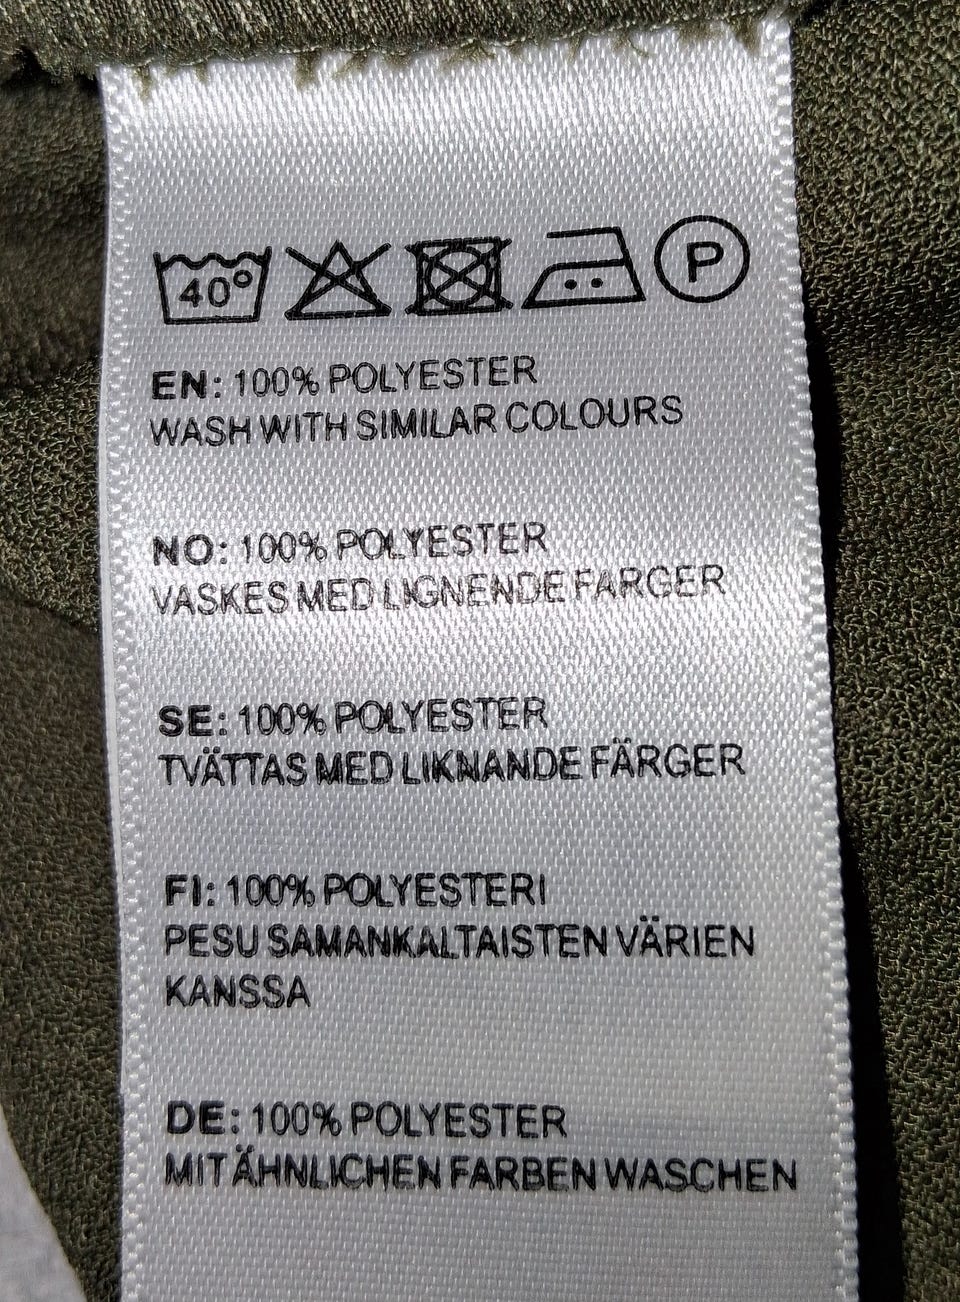 40° P
EN: 100% POLYESTER
WASH WITH SIMILAR COLOURS
NO: 100% POLYESTER
VASKES MED LIGNENDE FARGER
SE: 100% POLYESTER
TVÄTTAS MED LIKNANDE FÄRGER
FI: 100% POLYESTERI
PESU SAMANKALTAISTEN VÄRIEN
KANSSA
DE: 100% POLYESTER
MIT ÄHNLICHEN FARBEN WASCHEN